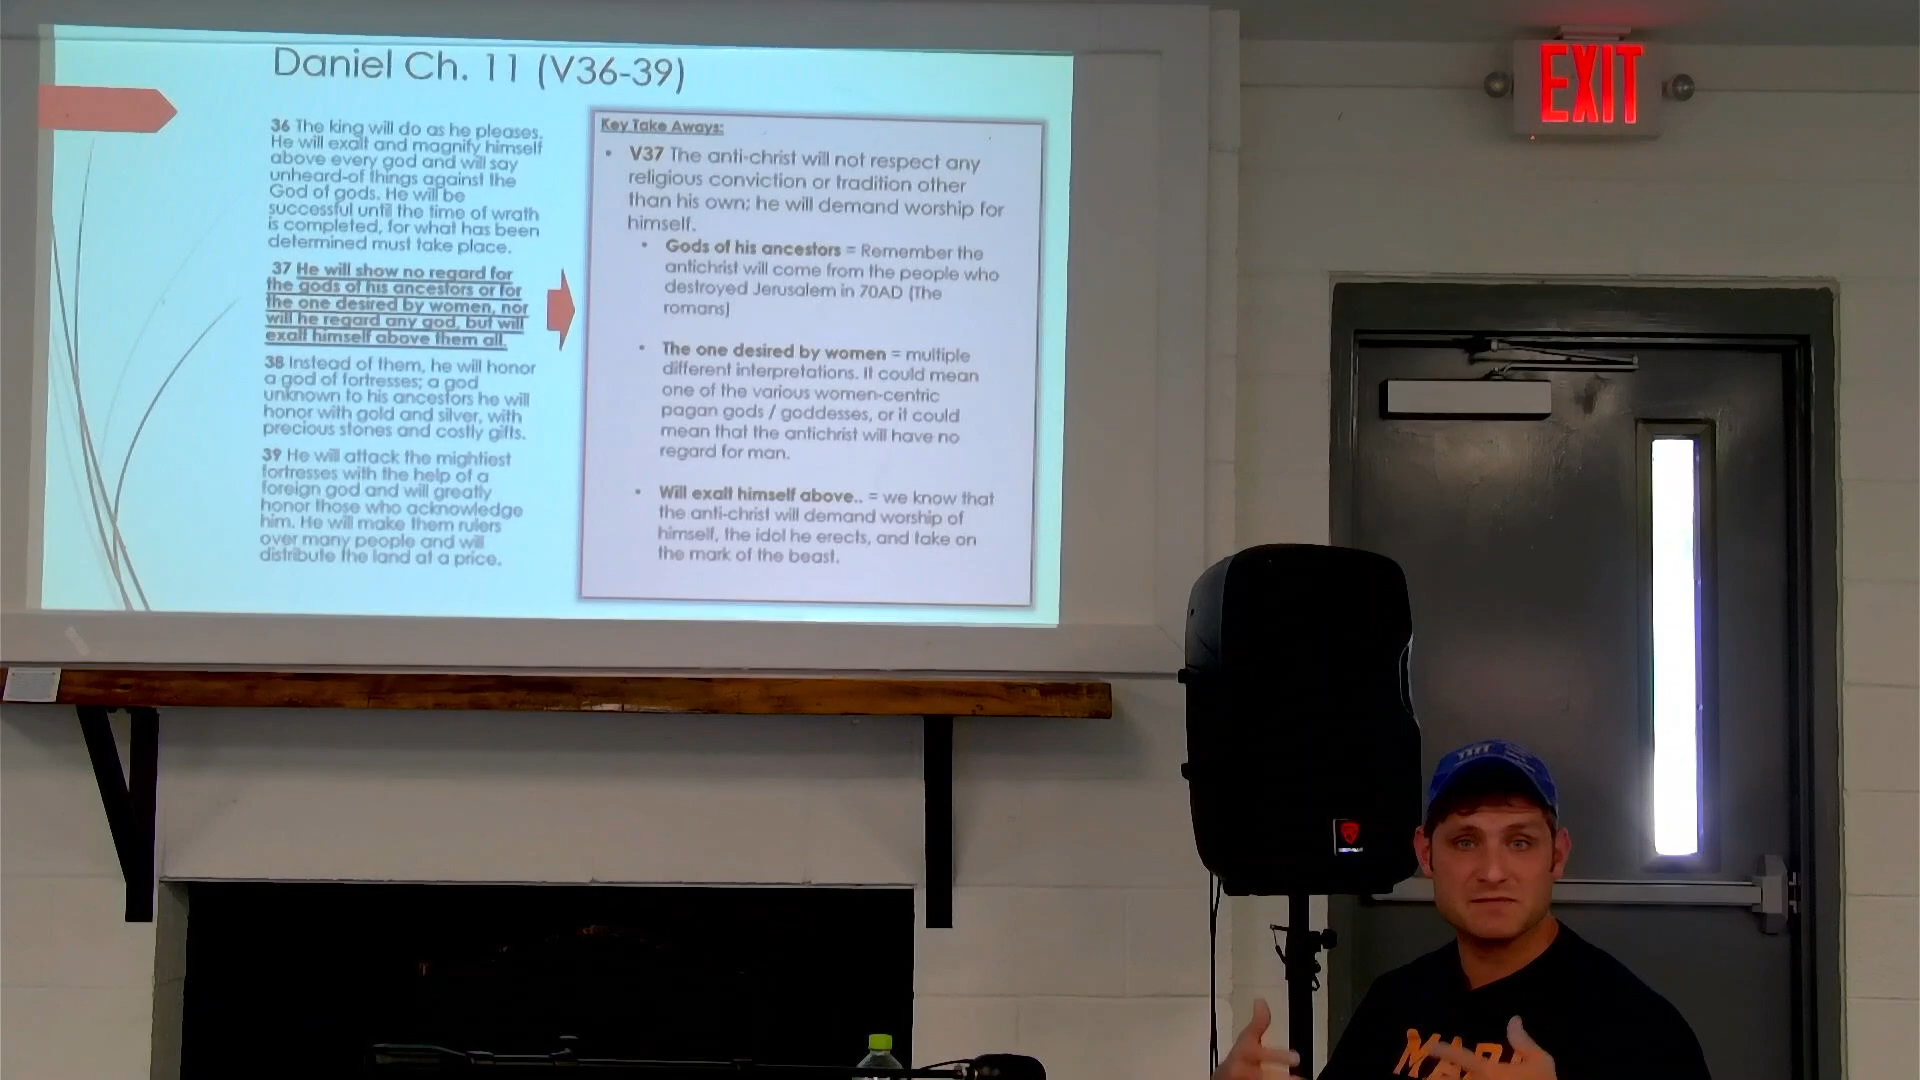 Daniel Ch. 11 (V36-39)
36 The king will do as he pleases.
He will exalt and magnify himself
above every god and will say
unheard-of things against the
God of gods. He will be
successful until the time of wrath
is completed, for what has been
determined must take place.
37 He will show no regard for
the gods of his ancestors or for
the one desired by women, nor
will he regard any god, but will
exalt himself above them all.
38 Instead of them, he will honor
a god of fortresses; a god
unknown to his ancestors he will
honor with gold and silver, with
precious stones and costly gifts.
39 He will attack the mightiest
fortresses with the help of a
foreign god and will greatly
honor those who acknowledge
him. He will make them rulers
over many people and will
distribute the land at a price.
Key Take Aways:
• V37 The anti-christ will not respect any
religious conviction or tradition other
than his own; he will demand worship for
himself.
• Gods of his ancestors = Remember the
antichrist will come from the people who
destroyed Jerusalem in 70AD (The
romans)
• The one desired by women = multiple
different interpretations. It could mean
one of the various women-centric
pagan gods / goddesses, or it could
mean that the antichrist will have no
regard for man.
• Will exalt himself above.. = we know that
the anti-christ will demand worship of
himself, the idol he erects, and take on
the mark of the beast.
EXIT